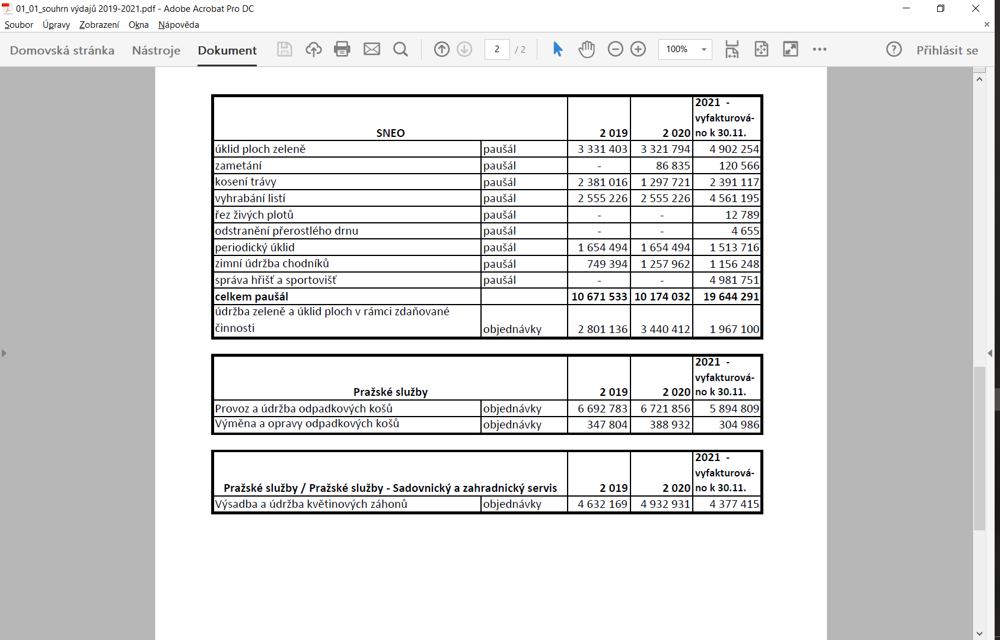 01_01_souhrn výdajů 2019-2021.pdf - Adobe Acrobat Pro DC
Soubor Úpravy Zobrazení Okna Nápověda
Domovská stránka Nástroje Dokument 2 / 2 100% Přihlásit se
SNEO 2 019 2 020 2021 - vyfakturová-no k 30.11.
úklid ploch zeleně paušál 3 331 403 3 321 794 4 902 254
zametání paušál - 86 835 120 566
kosení trávy paušál 2 381 016 1 297 721 2 391 117
vyhrabání listí paušál 2 555 226 2 555 226 4 561 195
řez živých plotů paušál - - 12 789
odstranění přerostlého drnu paušál - - 4 655
periodický úklid paušál 1 654 494 1 654 494 1 513 716
zimní údržba chodníků paušál 749 394 1 257 962 1 156 248
správa hřišť a sportovišť paušál - - 4 981 751
celkem paušál 10 671 533 10 174 032 19 644 291
údržba zeleně a úklid ploch v rámci zdaňované
činnosti objednávky 2 801 136 3 440 412 1 967 100
Pražské služby 2 019 2 020 2021 - vyfakturová-no k 30.11.
Provoz a údržba odpadkových košů objednávky 6 692 783 6 721 856 5 894 809
Výměna a opravy odpadkových košů objednávky 347 804 388 932 304 986
Pražské služby / Pražské služby - Sadovnický a zahradnický servis 2 019 2 020 2021 - vyfakturová-no k 30.11.
Výsadba a údržba květinových záhonů objednávky 4 632 169 4 932 931 4 377 415